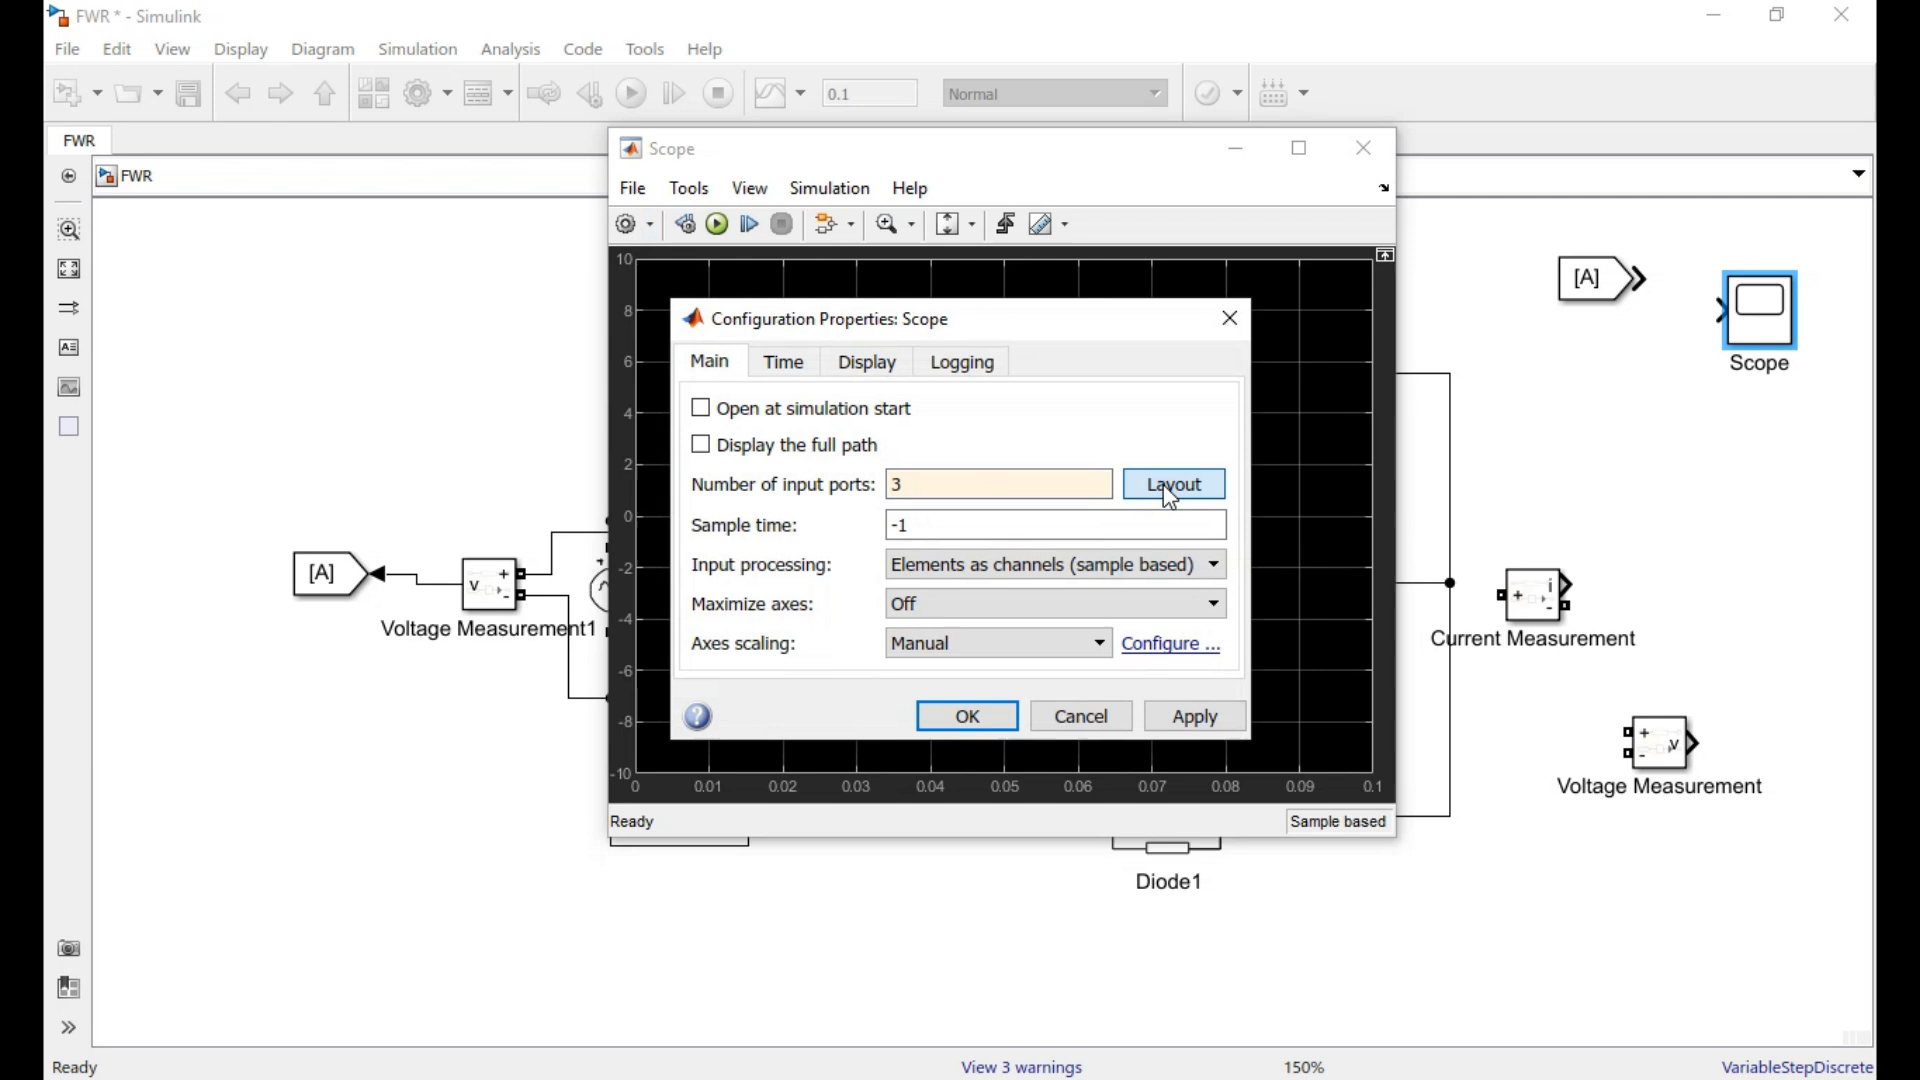 FWR * - Simulink
File Edit View Display Diagram Simulation Analysis Code Tools Help
0.1 Normal
FWR
FWR
Scope
File Tools View Simulation Help
10
8
6
4
2
0
-2
-4
-6
-8
-10
0 0.01 0.02 0.03 0.04 0.05 0.06 0.07 0.08 0.09 0.1
Ready
Sample based
Configuration Properties: Scope
Main Time Display Logging
Open at simulation start
Display the full path
Number of input ports: 3 Layout
Sample time: -1
Input processing: Elements as channels (sample based)
Maximize axes: Off
Axes scaling: Manual Configure ...
OK Cancel Apply
[A]
Scope
[A]
v + -
Voltage Measurement1
+ i -
Current Measurement
+ - v
Voltage Measurement
Diode1
Ready
View 3 warnings
150%
VariableStepDiscrete